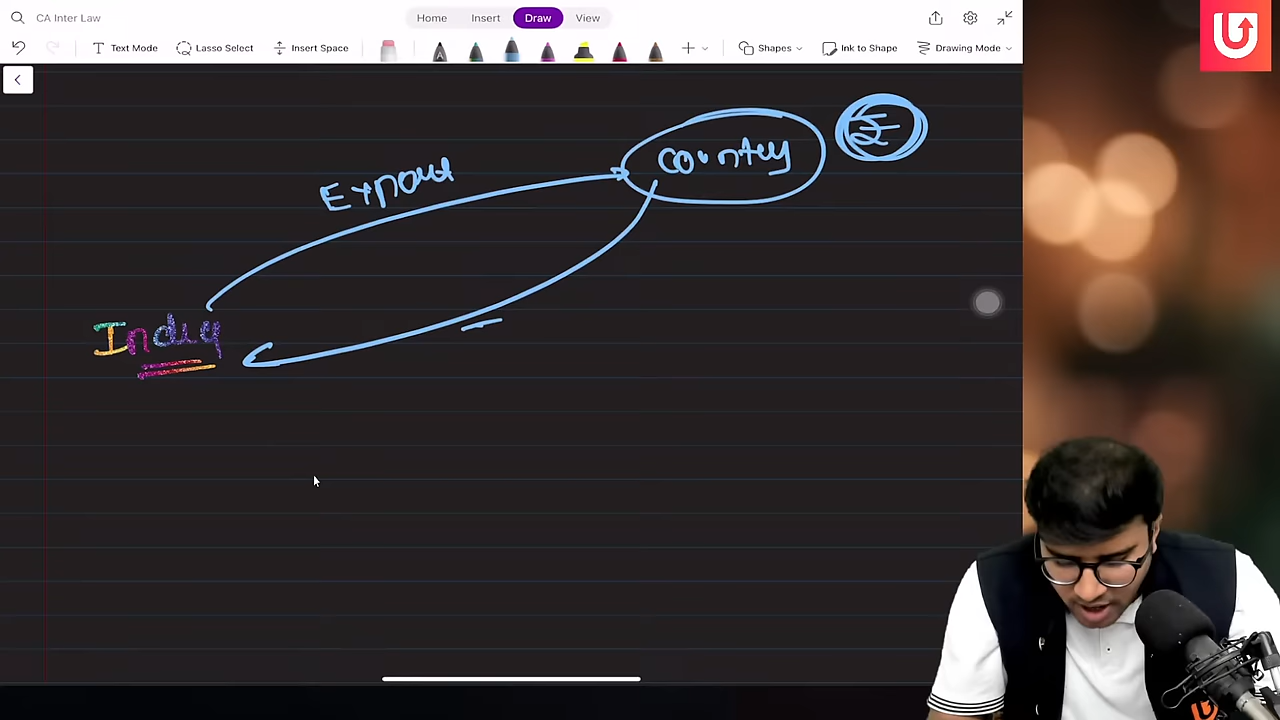 CA Inter Law
Home Insert Draw View
Text Mode Lasso Select Insert Space Shapes Ink to Shape Drawing Mode
Country
Export
India